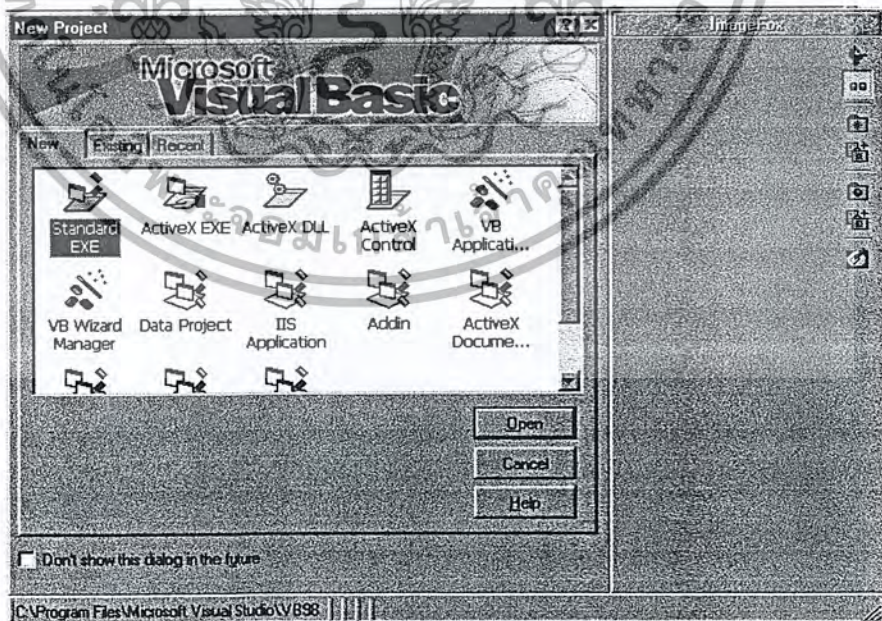 New Project
ImageFox
Microsoft
Visual Basic
New Existing Recent
Standard EXE
ActiveX EXE
ActiveX DLL
ActiveX Control
VB Applicati...
VB Wizard Manager
Data Project
IIS Application
Addin
ActiveX Docume...
Open
Cancel
Help
Don't show this dialog in the future
C:\Program Files\Microsoft Visual Studio\VB98